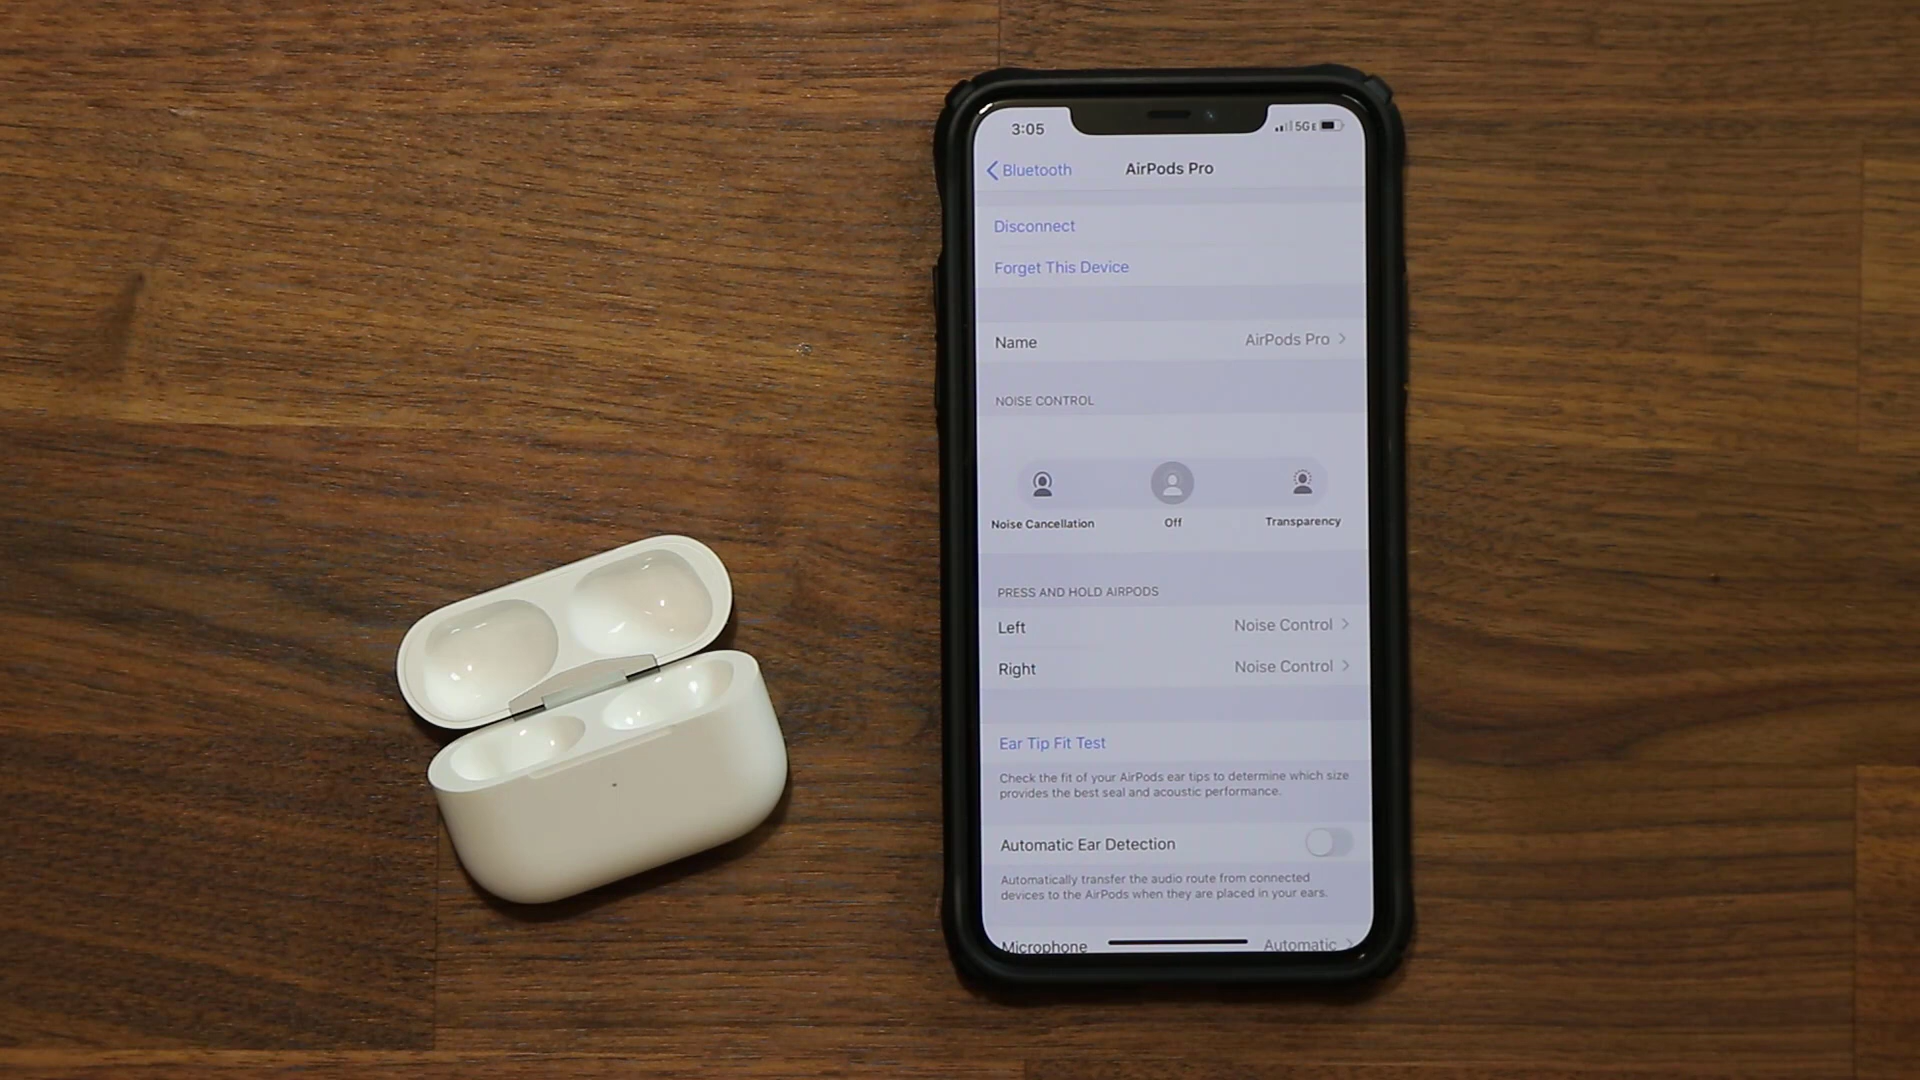 3:05
5GE
Bluetooth
AirPods Pro
Disconnect
Forget This Device
Name
AirPods Pro
NOISE CONTROL
Noise Cancellation
Off
Transparency
PRESS AND HOLD AIRPODS
Left
Noise Control
Right
Noise Control
Ear Tip Fit Test
Check the fit of your AirPods ear tips to determine which size
provides the best seal and acoustic performance.
Automatic Ear Detection
Automatically transfer the audio route from connected
devices to the AirPods when they are placed in your ears.
Microphone
Automatic